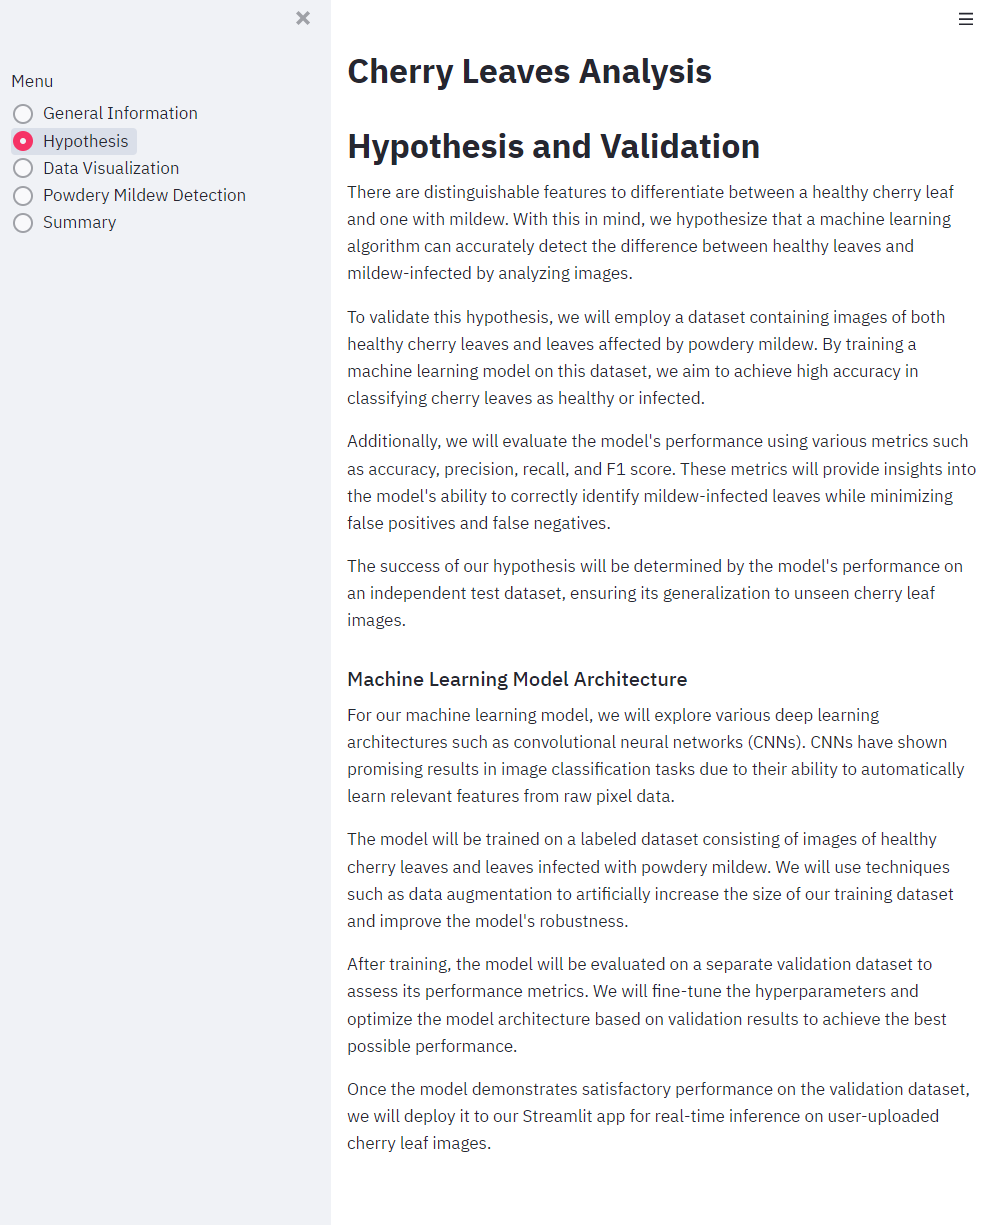 Menu
General Information
Hypothesis
Data Visualization
Powdery Mildew Detection
Summary
Cherry Leaves Analysis
Hypothesis and Validation
There are distinguishable features to differentiate between a healthy cherry leaf
and one with mildew. With this in mind, we hypothesize that a machine learning
algorithm can accurately detect the difference between healthy leaves and
mildew-infected by analyzing images.
To validate this hypothesis, we will employ a dataset containing images of both
healthy cherry leaves and leaves affected by powdery mildew. By training a
machine learning model on this dataset, we aim to achieve high accuracy in
classifying cherry leaves as healthy or infected.
Additionally, we will evaluate the model's performance using various metrics such
as accuracy, precision, recall, and F1 score. These metrics will provide insights into
the model's ability to correctly identify mildew-infected leaves while minimizing
false positives and false negatives.
The success of our hypothesis will be determined by the model's performance on
an independent test dataset, ensuring its generalization to unseen cherry leaf
images.
Machine Learning Model Architecture
For our machine learning model, we will explore various deep learning
architectures such as convolutional neural networks (CNNs). CNNs have shown
promising results in image classification tasks due to their ability to automatically
learn relevant features from raw pixel data.
The model will be trained on a labeled dataset consisting of images of healthy
cherry leaves and leaves infected with powdery mildew. We will use techniques
such as data augmentation to artificially increase the size of our training dataset
and improve the model's robustness.
After training, the model will be evaluated on a separate validation dataset to
assess its performance metrics. We will fine-tune the hyperparameters and
optimize the model architecture based on validation results to achieve the best
possible performance.
Once the model demonstrates satisfactory performance on the validation dataset,
we will deploy it to our Streamlit app for real-time inference on user-uploaded
cherry leaf images.